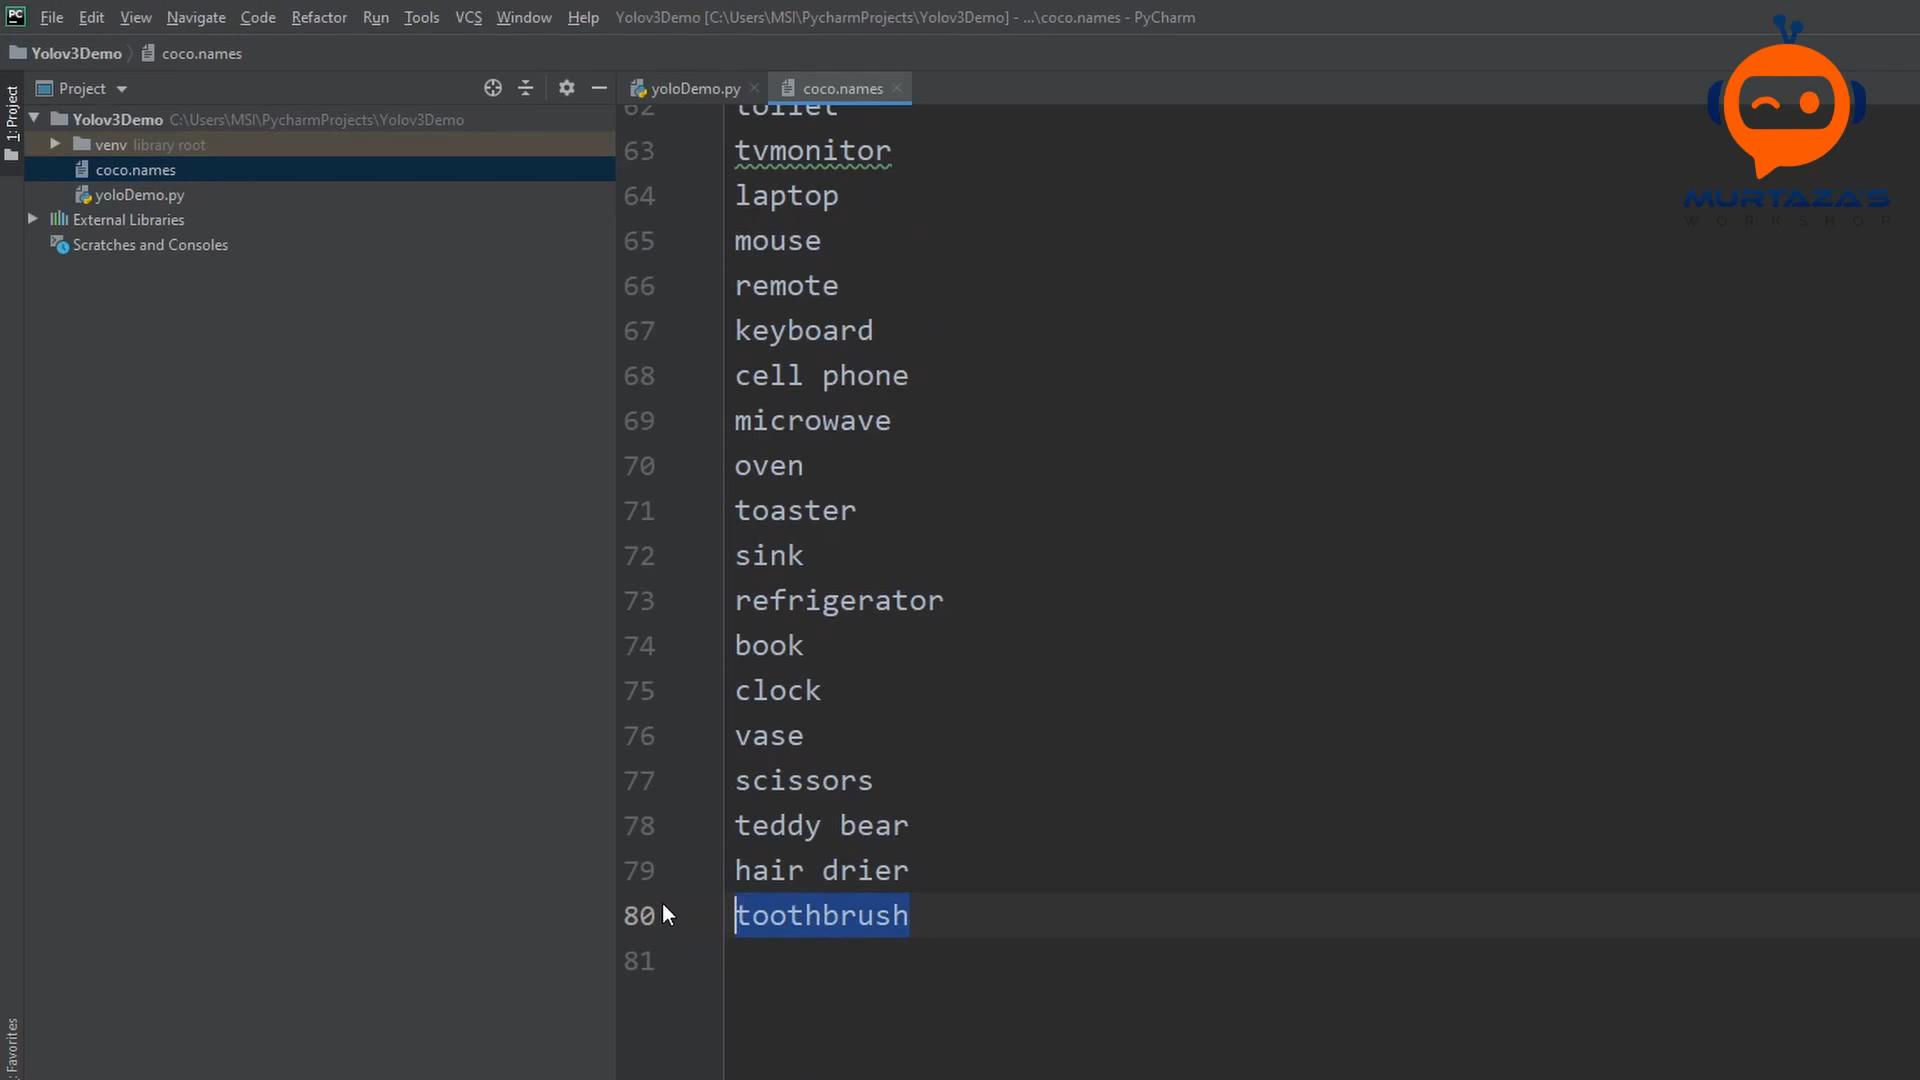 PC File Edit View Navigate Code Refactor Run Tools VCS Window Help Yolov3Demo [C:\Users\MSI\PycharmProjects\Yolov3Demo] - ...\coco.names - PyCharm
Yolov3Demo coco.names
1: Project
Project
yoloDemo.py
coco.names
Yolov3Demo C:\Users\MSI\PycharmProjects\Yolov3Demo
venv library root
coco.names
yoloDemo.py
External Libraries
Scratches and Consoles
62 toilet
63 tvmonitor
64 laptop
65 mouse
66 remote
67 keyboard
68 cell phone
69 microwave
70 oven
71 toaster
72 sink
73 refrigerator
74 book
75 clock
76 vase
77 scissors
78 teddy bear
79 hair drier
80 toothbrush
81
MURTAZA'S
WORKSHOP
Favorites